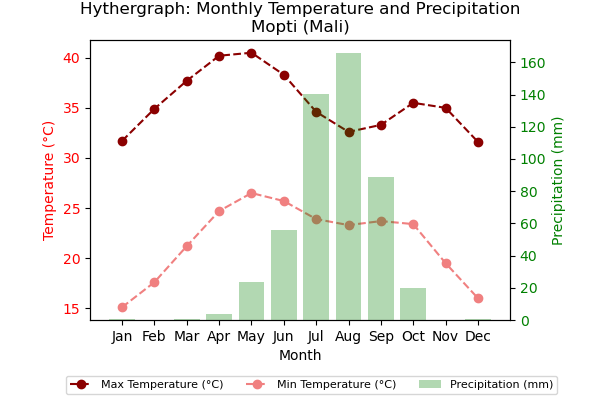 Hythergraph: Monthly Temperature and Precipitation
Mopti (Mali)
Temperature (°C)
40
35
30
25
20
15
Precipitation (mm)
160
140
120
100
80
60
40
20
0
Jan Feb Mar Apr May Jun Jul Aug Sep Oct Nov Dec
Month
Max Temperature (°C) Min Temperature (°C) Precipitation (mm)